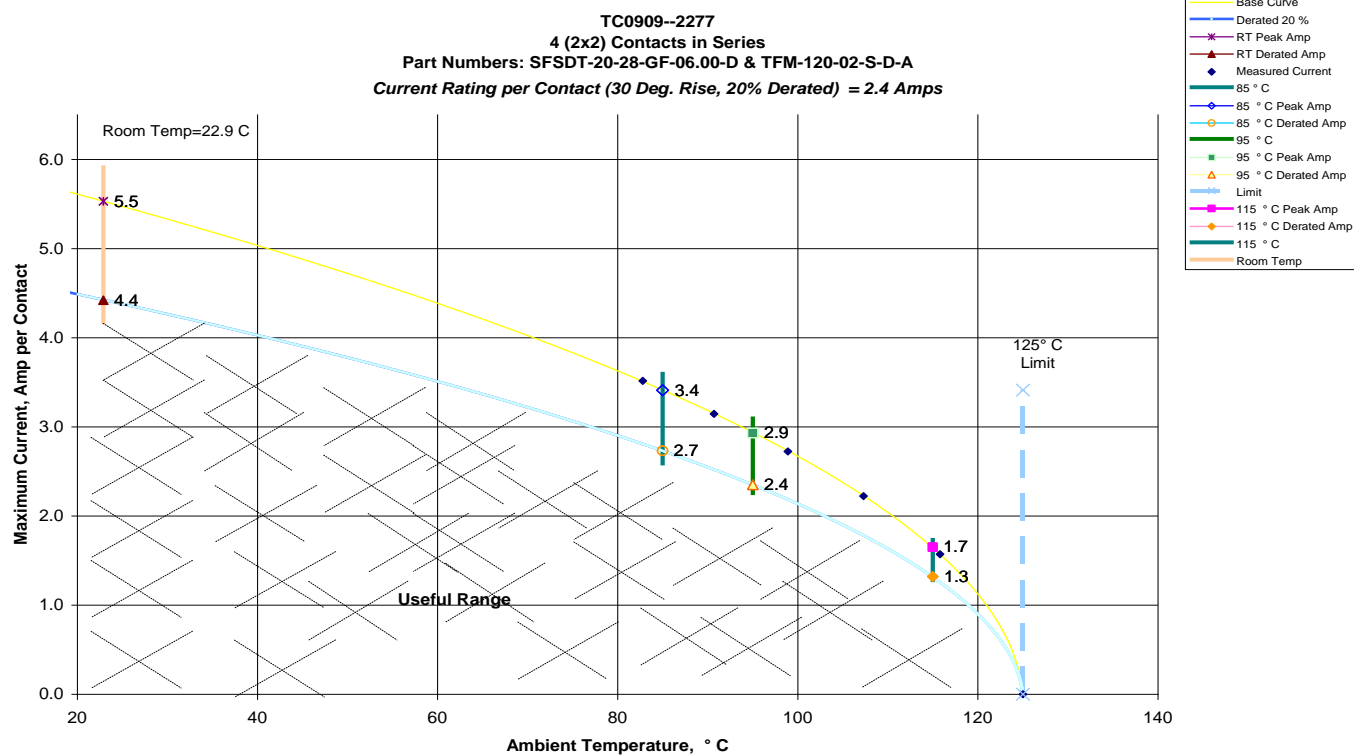 TC0909--2277
4 (2x2) Contacts in Series
Part Numbers: SFSDT-20-28-GF-06.00-D & TFM-120-02-S-D-A
Current Rating per Contact (30 Deg. Rise, 20% Derated) = 2.4 Amps
Base Curve
Derated 20 %
RT Peak Amp
RT Derated Amp
Measured Current
85 ° C
85 ° C Peak Amp
85 ° C Derated Amp
95 ° C
95 ° C Peak Amp
95 ° C Derated Amp
Limit
115 ° C Peak Amp
115 ° C Derated Amp
115 ° C
Room Temp
Room Temp=22.9 C
Maximum Current, Amp per Contact
6.0
5.0
4.0
3.0
2.0
1.0
0.0
5.5
4.4
3.4
2.7
2.9
2.4
1.7
1.3
125° C
Limit
Useful Range
20
40
60
80
100
120
140
Ambient Temperature, ° C